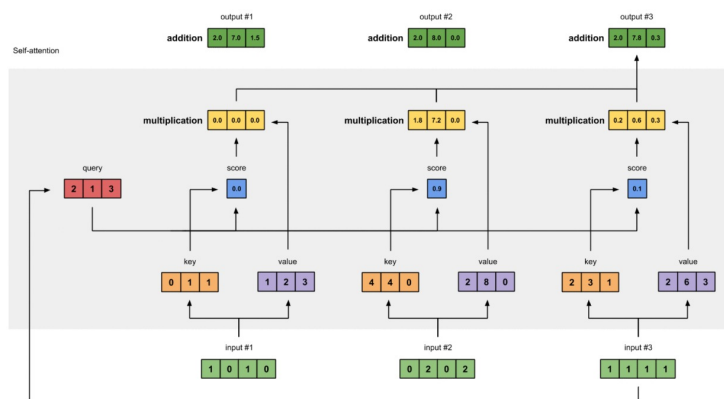 output #1 output #2 output #3
addition 2.0 7.0 1.5 addition 2.0 8.0 0.0 addition 2.0 7.8 0.3
Self-attention
multiplication 0.0 0.0 0.0 multiplication 1.8 7.2 0.0 multiplication 0.2 0.6 0.3
query score score score
2 1 3 0.0 0.9 0.1
key value key value key value
0 1 1 1 2 3 4 4 0 2 8 0 2 3 1 2 6 3
input #1 input #2 input #3
1 0 1 0 0 2 0 2 1 1 1 1